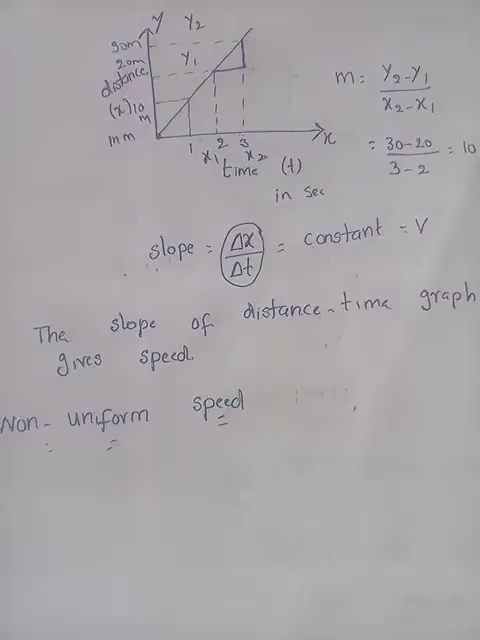 y
y₂
30m
20m
y₁
distance
(x) 10
m
m m
1 2 3
x₁ x₂
x
time (t)
in sec
m: y₂-y₁ / x₂-x₁
= 30-20 / 3-2 = 10
slope = Δx / Δt = constant = v
The slope of distance-time graph
gives speed.
Non-uniform speed